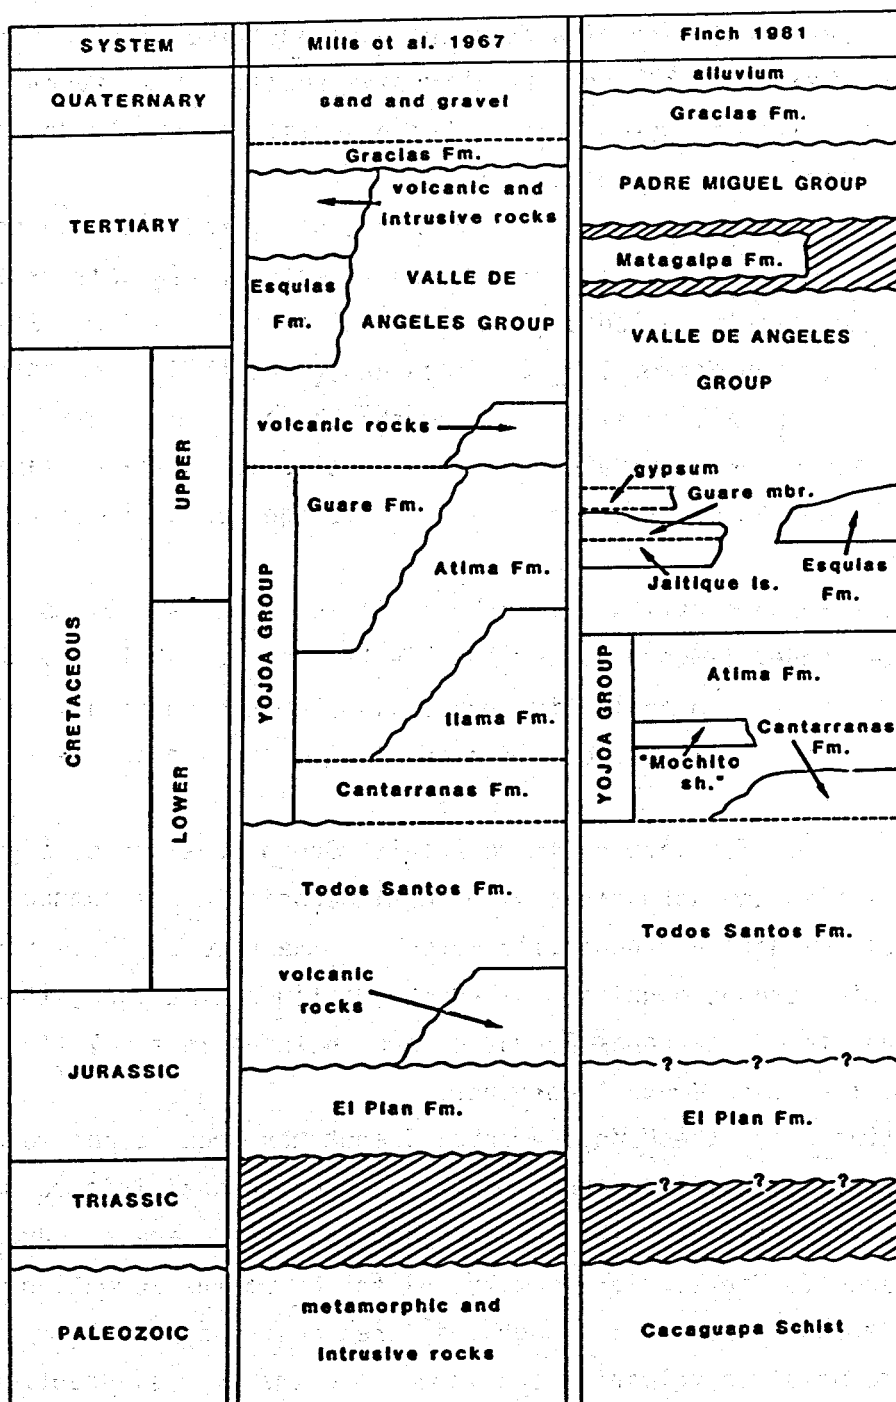 SYSTEM
Mills et al. 1967
Finch 1981
QUATERNARY
sand and gravel
alluvium
Gracias Fm.
TERTIARY
Gracias Fm.
volcanic and
intrusive rocks
Esquias
Fm.
VALLE DE
ANGELES GROUP
PADRE MIGUEL GROUP
Matagalpa Fm.
VALLE DE ANGELES
GROUP
CRETACEOUS
UPPER
LOWER
volcanic rocks
YOJOA GROUP
Guare Fm.
Atima Fm.
Ilama Fm.
Cantarranas Fm.
gypsum
Guare mbr.
Jaitique ls.
Esquias
Fm.
YOJOA GROUP
Atima Fm.
"Mochito
sh."
Cantarranas
Fm.
Todos Santos Fm.
volcanic
rocks
Todos Santos Fm.
JURASSIC
El Plan Fm.
? ? ?
El Plan Fm.
TRIASSIC
? ? ?
PALEOZOIC
metamorphic and
intrusive rocks
Cacaguapa Schist